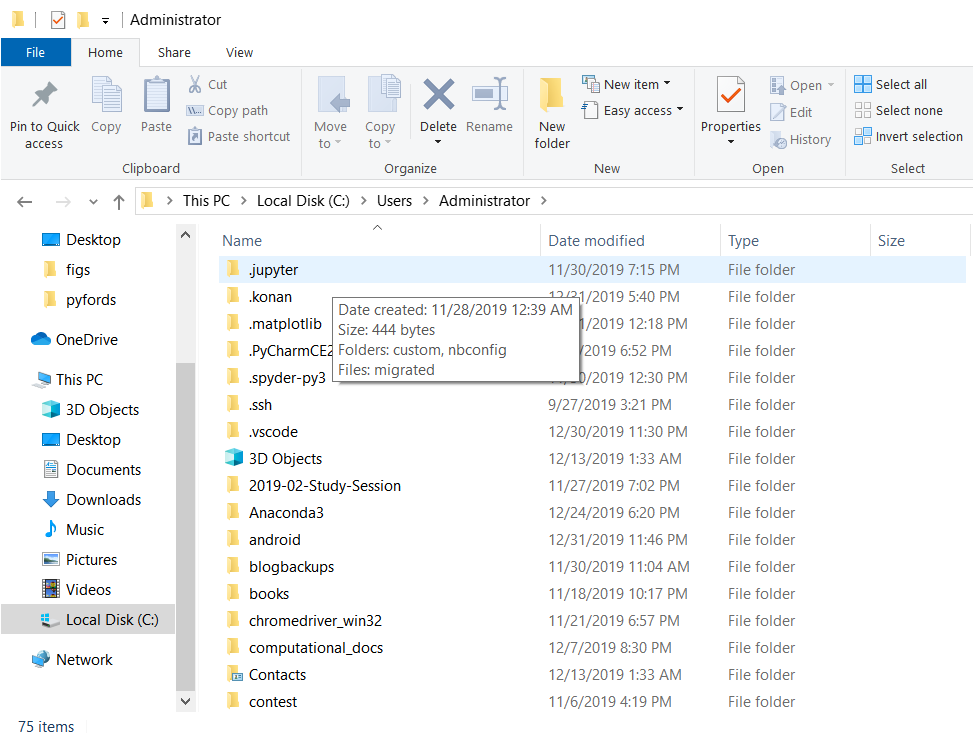 Administrator
File Home Share View
Pin to Quick access
Copy
Paste
Cut
Copy path
Paste shortcut
Clipboard
Move to
Copy to
Delete
Rename
Organize
New folder
New item
Easy access
New
Properties
Open
Edit
History
Open
Select all
Select none
Invert selection
Select
This PC > Local Disk (C:) > Users > Administrator >
Desktop
figs
pyfords
OneDrive
This PC
3D Objects
Desktop
Documents
Downloads
Music
Pictures
Videos
Local Disk (C:)
Network
Name Date modified Type Size
.jupyter 11/30/2019 7:15 PM File folder
.konan 12/31/2019 5:40 PM File folder
.matplotlib 1/2019 12:18 PM File folder
.PyCharmCE2 /2019 6:52 PM File folder
.spyder-py3 /2019 12:30 PM File folder
.ssh 9/27/2019 3:21 PM File folder
.vscode 12/30/2019 11:30 PM File folder
3D Objects 12/13/2019 1:33 AM File folder
2019-02-Study-Session 11/27/2019 7:02 PM File folder
Anaconda3 12/24/2019 6:20 PM File folder
android 12/31/2019 11:46 PM File folder
blogbackups 11/30/2019 11:04 AM File folder
books 11/18/2019 10:17 PM File folder
chromedriver_win32 11/21/2019 6:57 PM File folder
computational_docs 12/7/2019 8:30 PM File folder
Contacts 12/13/2019 1:33 AM File folder
contest 11/6/2019 4:19 PM File folder
Date created: 11/28/2019 12:39 AM
Size: 444 bytes
Folders: custom, nbconfig
Files: migrated
75 items